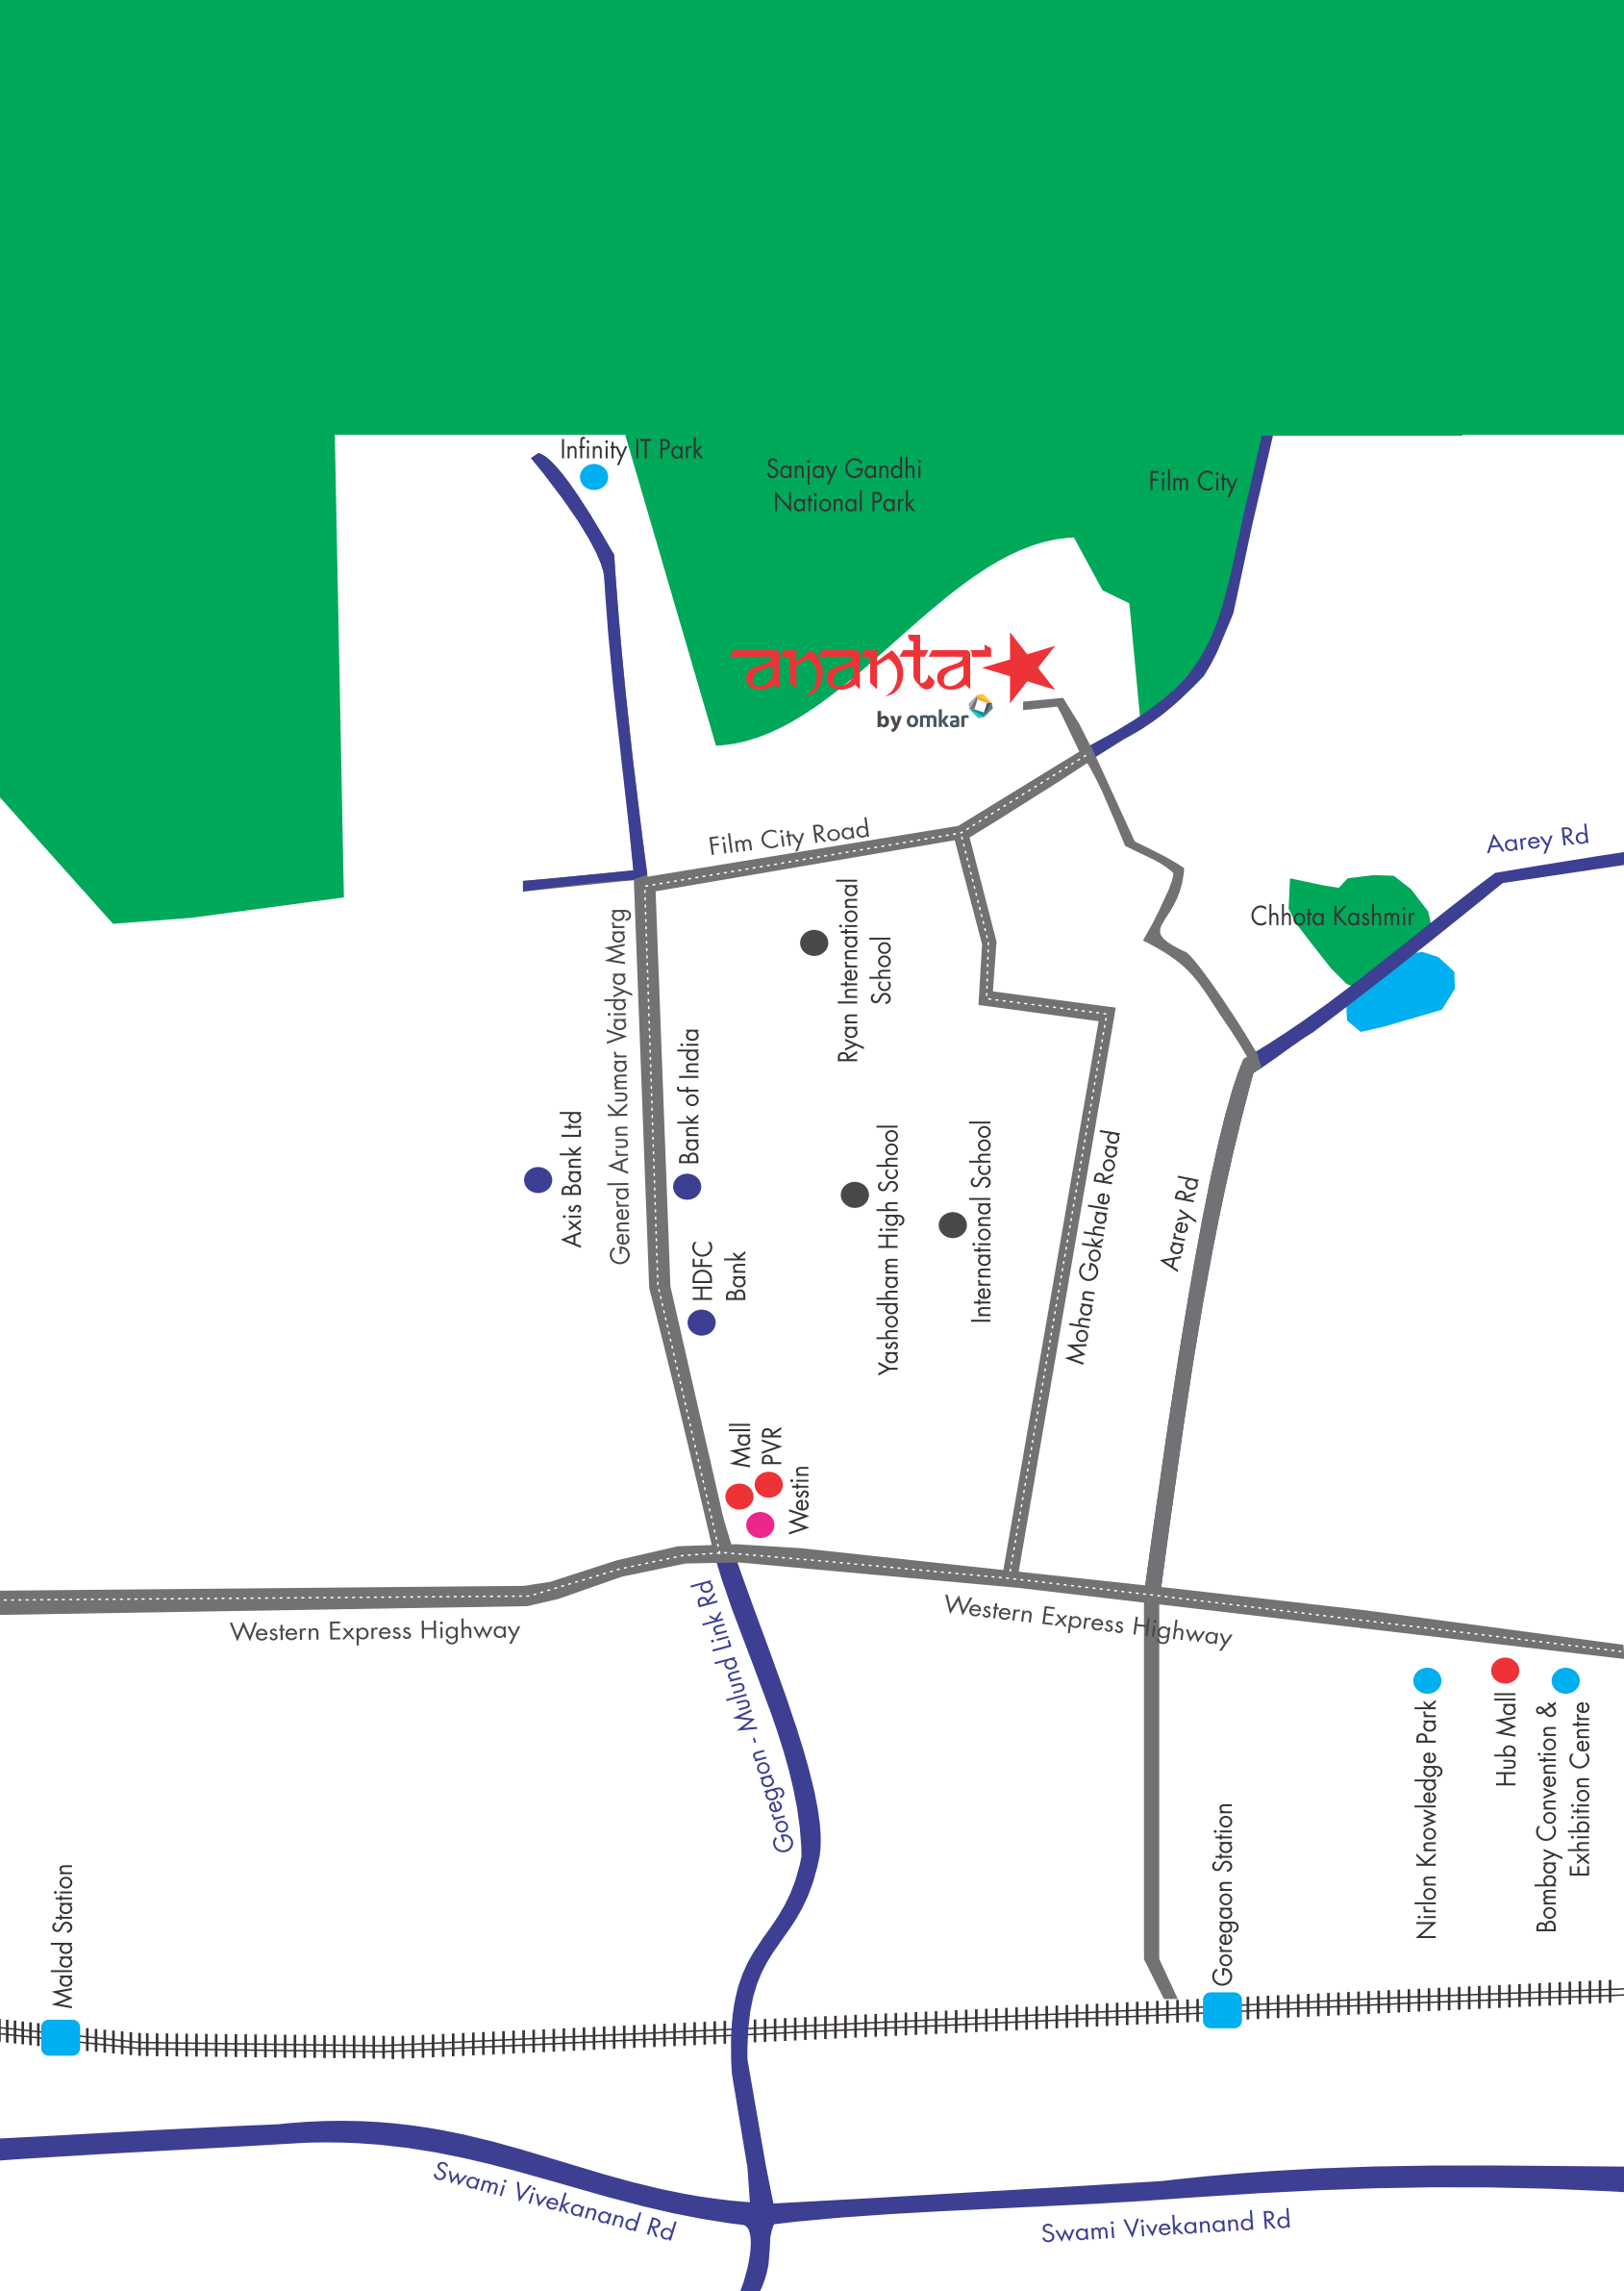 Infinity IT Park
Sanjay Gandhi
National Park
Film City
ananta
by omkar
Film City Road
Aarey Rd
Chhota Kashmir
Ryan International
School
General Arun Kumar Vaidya Marg
Bank of India
Axis Bank Ltd
HDFC
Bank
Yashodham High School
International School
Mohan Gokhale Road
Aarey Rd
Mall
PVR
Westin
Western Express Highway
Western Express Highway
Goregaon - Mulund Link Rd
Nirlon Knowledge Park
Hub Mall
Bombay Convention &
Exhibition Centre
Malad Station
Goregaon Station
Swami Vivekanand Rd
Swami Vivekanand Rd